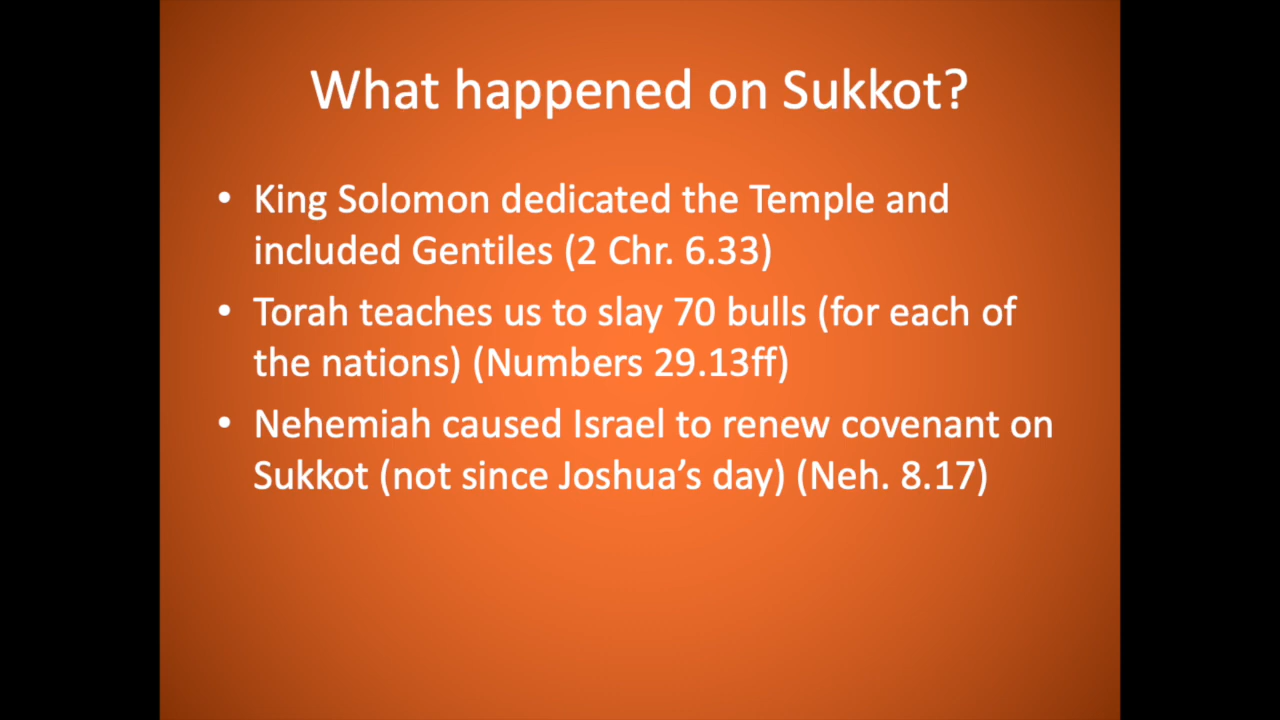 What happened on Sukkot?
• King Solomon dedicated the Temple and
included Gentiles (2 Chr. 6.33)
• Torah teaches us to slay 70 bulls (for each of
the nations) (Numbers 29.13ff)
• Nehemiah caused Israel to renew covenant on
Sukkot (not since Joshua’s day) (Neh. 8.17)